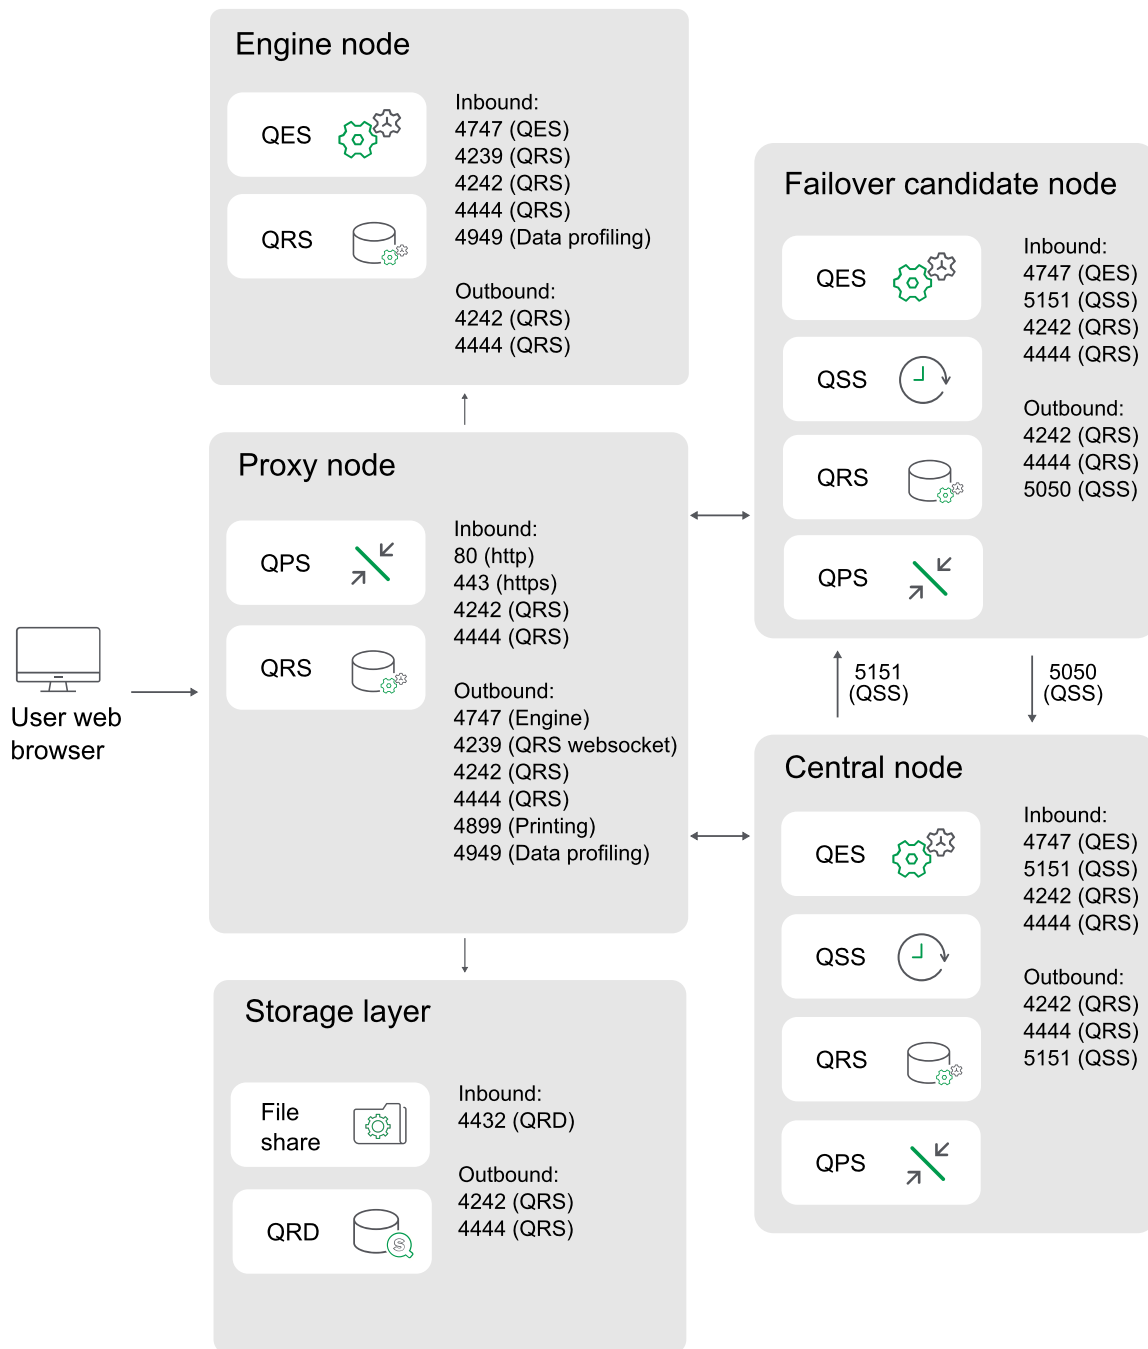 Engine node
QES
QRS
Inbound:
4747 (QES)
4239 (QRS)
4242 (QRS)
4444 (QRS)
4949 (Data profiling)
Outbound:
4242 (QRS)
4444 (QRS)
Failover candidate node
QES
QSS
QRS
QPS
Inbound:
4747 (QES)
5151 (QSS)
4242 (QRS)
4444 (QRS)
Outbound:
4242 (QRS)
4444 (QRS)
5050 (QSS)
Proxy node
QPS
QRS
Inbound:
80 (http)
443 (https)
4242 (QRS)
4444 (QRS)
Outbound:
4747 (Engine)
4239 (QRS websocket)
4242 (QRS)
4444 (QRS)
4899 (Printing)
4949 (Data profiling)
User web
browser
5151
(QSS)
5050
(QSS)
Central node
QES
QSS
QRS
QPS
Inbound:
4747 (QES)
5151 (QSS)
4242 (QRS)
4444 (QRS)
Outbound:
4242 (QRS)
4444 (QRS)
5151 (QSS)
Storage layer
File
share
QRD
S
Inbound:
4432 (QRD)
Outbound:
4242 (QRS)
4444 (QRS)